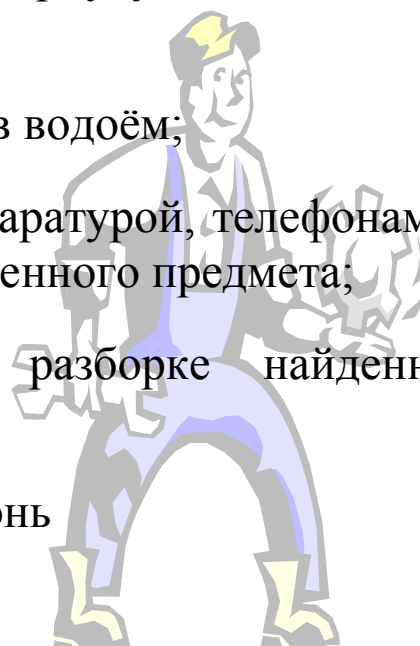 в водоём;
аратурой, телефонам
енного предмета;
разборке найденн
онь